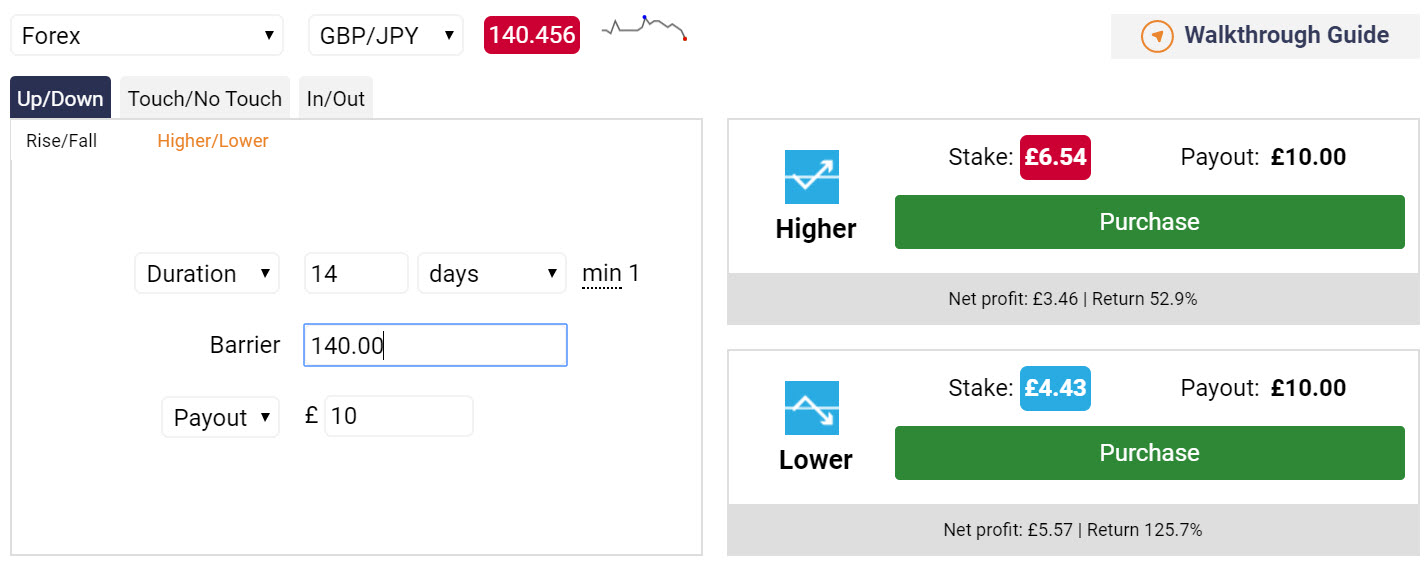 Forex GBP/JPY 140.456 Walkthrough Guide
Up/Down Touch/No Touch In/Out
Rise/Fall Higher/Lower
Duration 14 days min 1
Barrier 140.00
Payout £ 10
Higher
Stake: £6.54 Payout: £10.00
Purchase
Net profit: £3.46 | Return 52.9%
Lower
Stake: £4.43 Payout: £10.00
Purchase
Net profit: £5.57 | Return 125.7%